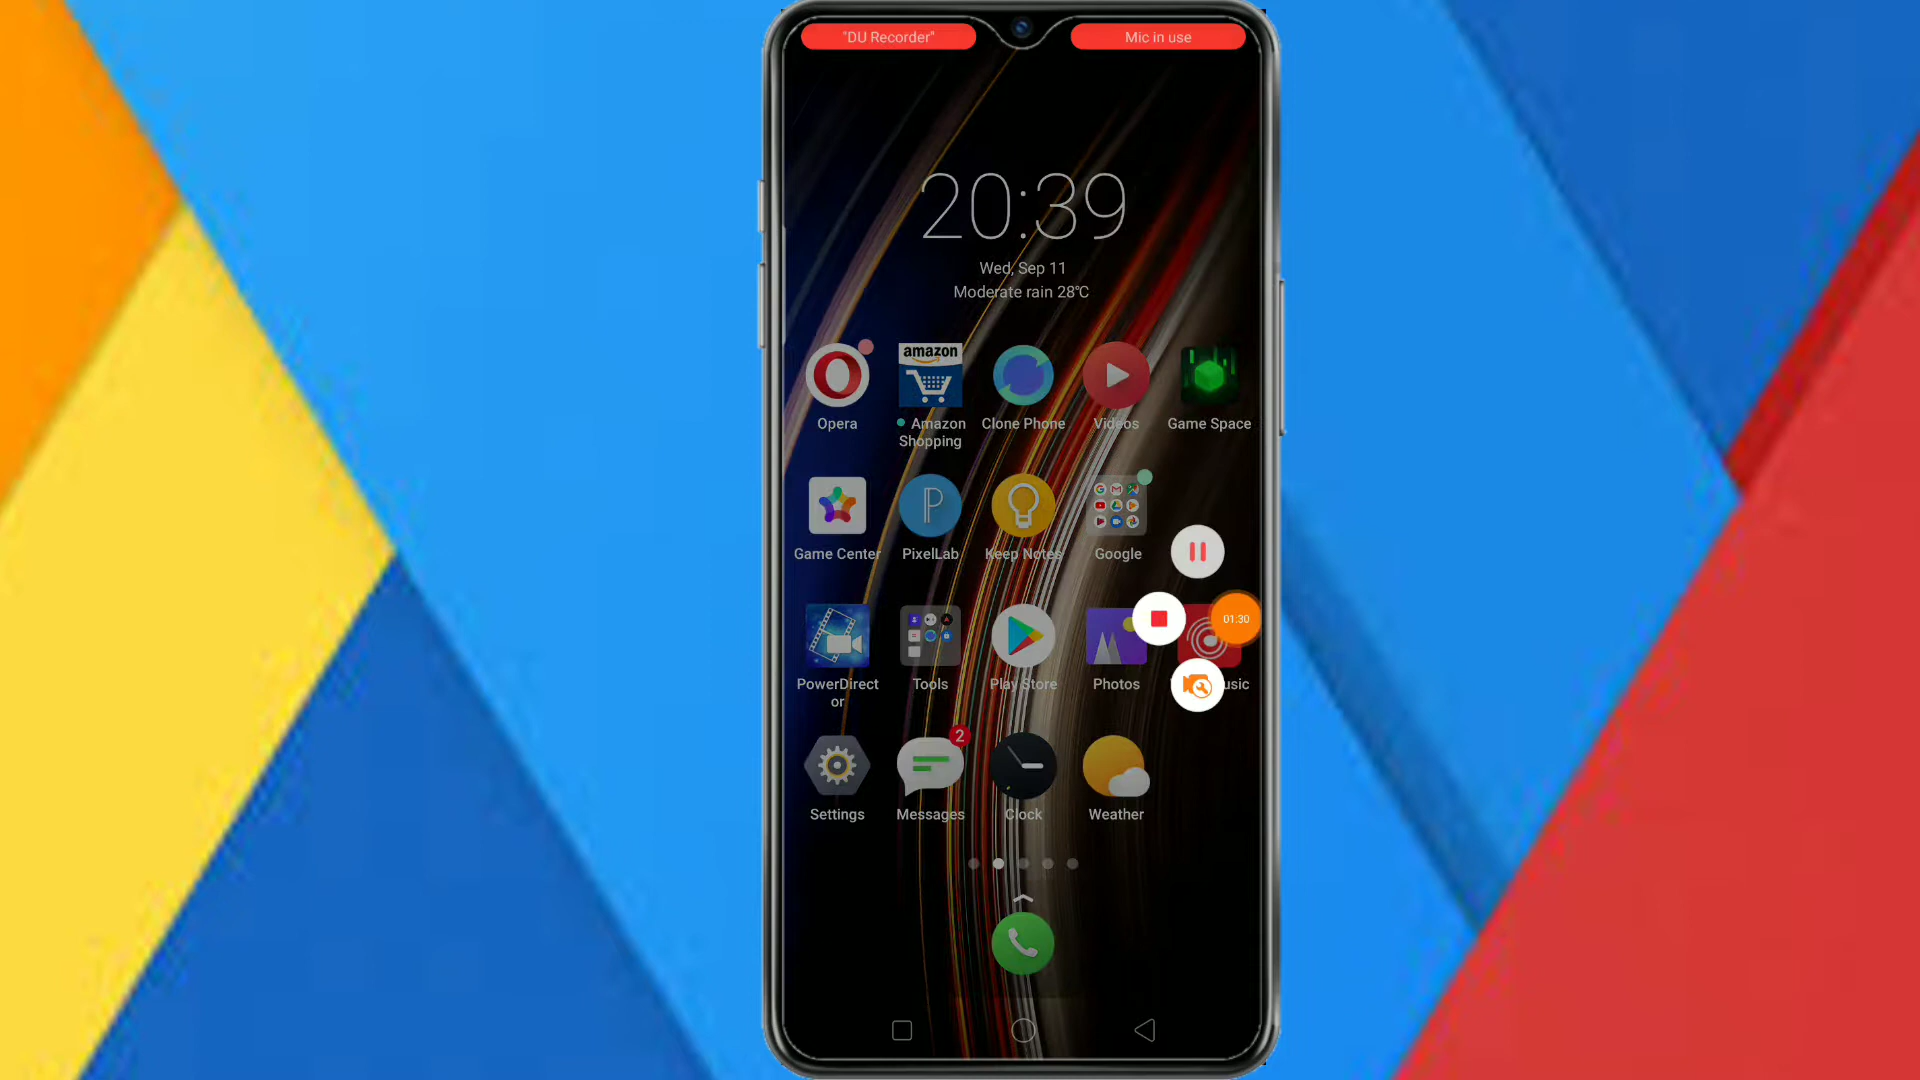 "DU Recorder" Mic in use
20:39
Wed, Sep 11
Moderate rain 28°C
amazon
Opera
Amazon
Shopping
Clone Phone
Videos
Game Space
Game Center
PixelLab
Keep Notes
Google
01:30
PowerDirect
or
Tools
Play Store
Photos
usic
2
Settings
Messages
Clock
Weather